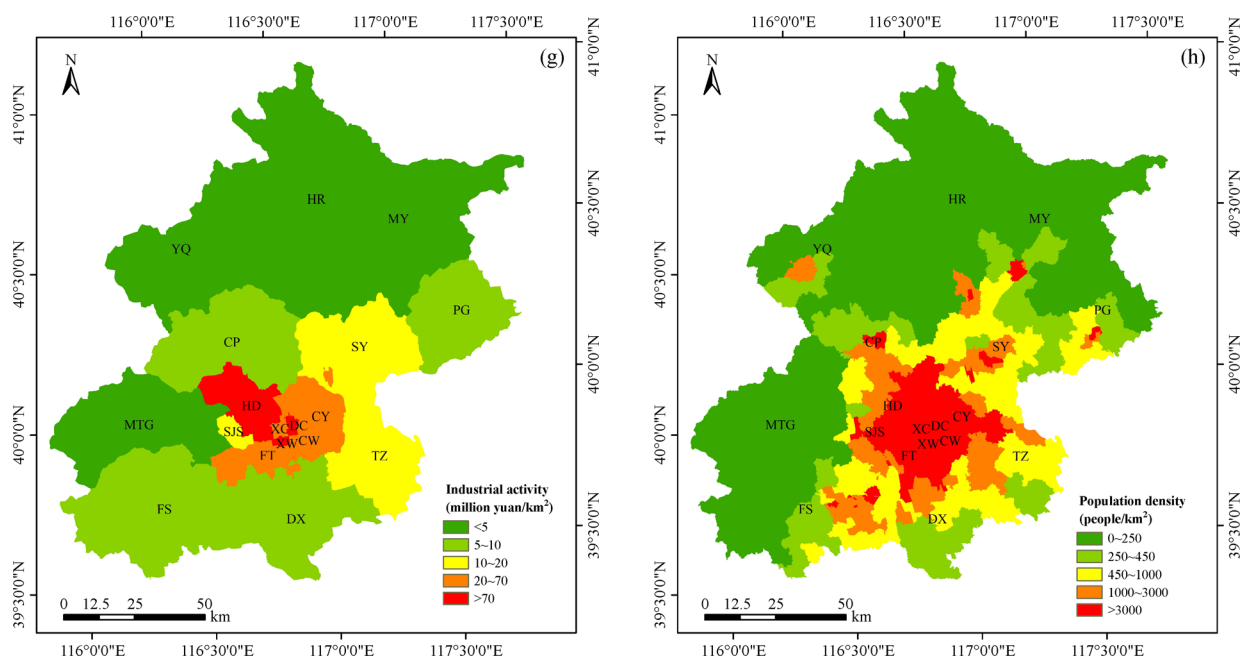 116°0'0"E 116°30'0"E 117°0'0"E 117°30'0"E
(g)
N
41°0'0"N
40°30'0"N
40°0'0"N
39°30'0"N
41°0'0"N
40°30'0"N
40°0'0"N
39°30'0"N
HR
MY
YQ
PG
CP
SY
HD
MTG
CY
SJS
XC
DC
XW
CW
FT
TZ
FS
DX
Industrial activity
(million yuan/km²)
<5
5~10
10~20
20~70
>70
0 12.5 25 50
km
116°0'0"E 116°30'0"E 117°0'0"E 117°30'0"E
116°0'0"E 116°30'0"E 117°0'0"E 117°30'0"E
(h)
N
41°0'0"N
40°30'0"N
40°0'0"N
39°30'0"N
41°0'0"N
40°30'0"N
40°0'0"N
39°30'0"N
HR
MY
YQ
PG
CP
SY
HD
MTG
CY
SJS
XC
DC
XW
CW
FT
TZ
FS
DX
Population density
(people/km²)
0~250
250~450
450~1000
1000~3000
>3000
0 12.5 25 50
km
116°0'0"E 116°30'0"E 117°0'0"E 117°30'0"E